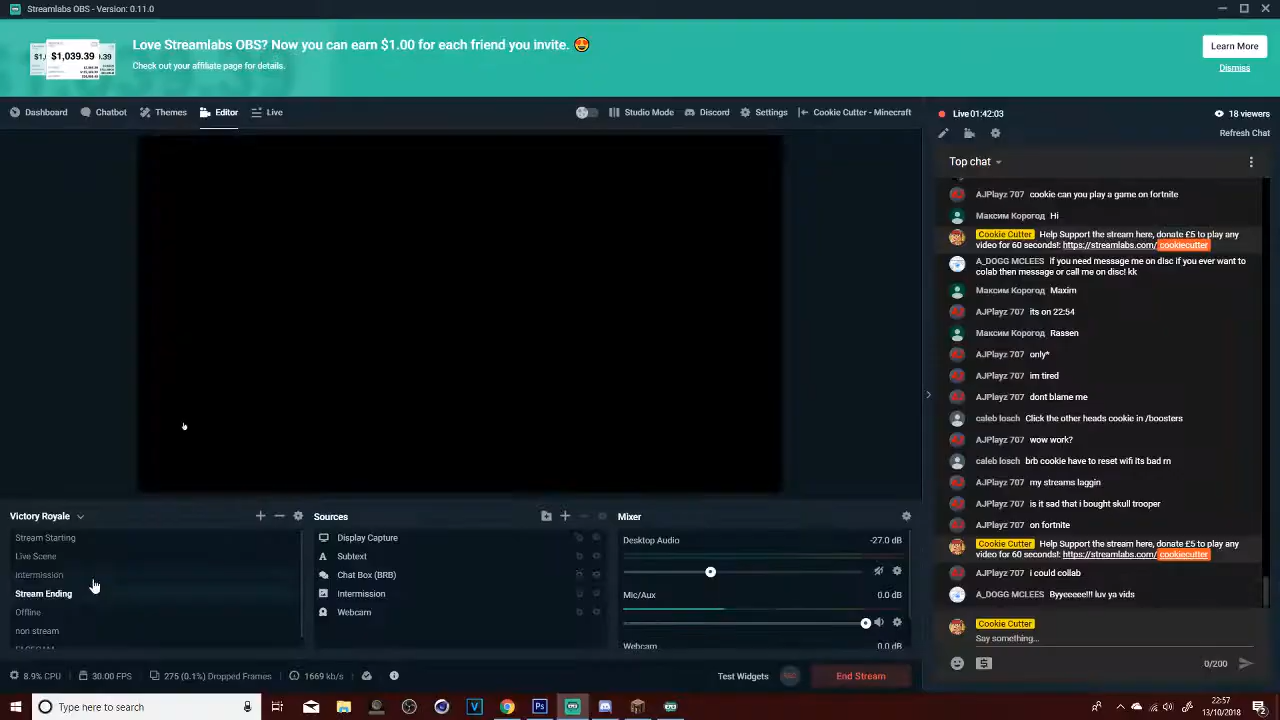 Streamlabs OBS - Version: 0.11.0
$1,039.39
Love Streamlabs OBS? Now you can earn $1.00 for each friend you invite. 🤩
Check out your affiliate page for details.
Learn More
Dismiss
Dashboard Chatbot Themes Editor Live Studio Mode Discord Settings Cookie Cutter - Minecraft
Live 01:42:03 18 viewers
Refresh Chat
Top chat
AJPlayz 707 cookie can you play a game on fortnite
Максим Корогод Hi
Cookie Cutter Help Support the stream here, donate £5 to play any
video for 60 seconds!: https://streamlabs.com/cookiecutter
A_DOGG MCLEES if you need message me on disc if you ever want to
colab then message or call me on disc! kk
Максим Корогод Maxim
AJPlayz 707 its on 22:54
Максим Корогод Rassen
AJPlayz 707 only*
AJPlayz 707 im tired
AJPlayz 707 dont blame me
caleb losch Click the other heads cookie in /boosters
AJPlayz 707 wow work?
caleb losch brb cookie have to reset wifi its bad rn
AJPlayz 707 my streams laggin
AJPlayz 707 is it sad that i bought skull trooper
AJPlayz 707 on fortnite
Cookie Cutter Help Support the stream here, donate £5 to play any
video for 60 seconds!: https://streamlabs.com/cookiecutter
AJPlayz 707 i could collab
A_DOGG MCLEES Byyeeeee!!! luv ya vids
Cookie Cutter
Say something...
0/200
Victory Royale
Stream Starting
Live Scene
Intermission
Stream Ending
Offline
non stream
Sources
Display Capture
Subtext
Chat Box (BRB)
Intermission
Webcam
Mixer
Desktop Audio -27.0 dB
Mic/Aux 0.0 dB
Webcam 0.0 dB
8.9% CPU 30.00 FPS 275 (0.1%) Dropped Frames 1669 kb/s
Test Widgets End Stream
Type here to search
22:57
13/10/2018